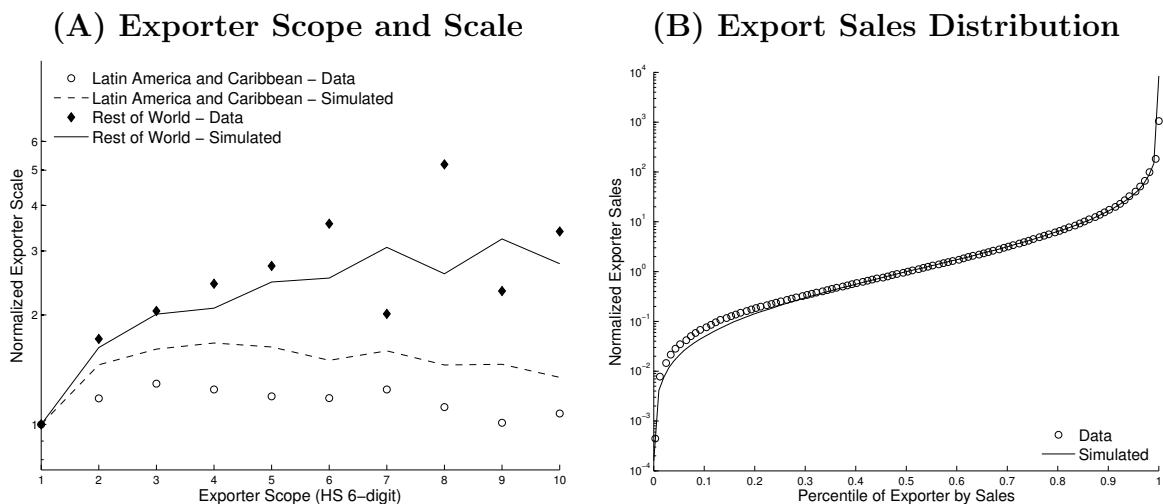 (A) Exporter Scope and Scale
Latin America and Caribbean – Data
Latin America and Caribbean – Simulated
Rest of World – Data
Rest of World – Simulated
6
5
4
3
2
1
Normalized Exporter Scale
1 2 3 4 5 6 7 8 9 10
Exporter Scope (HS 6−digit)
(B) Export Sales Distribution
10^4
10^3
10^2
10^1
10^0
10^−1
10^−2
10^−3
10^−4
Normalized Exporter Sales
Data
Simulated
0 0.1 0.2 0.3 0.4 0.5 0.6 0.7 0.8 0.9 1
Percentile of Exporter by Sales